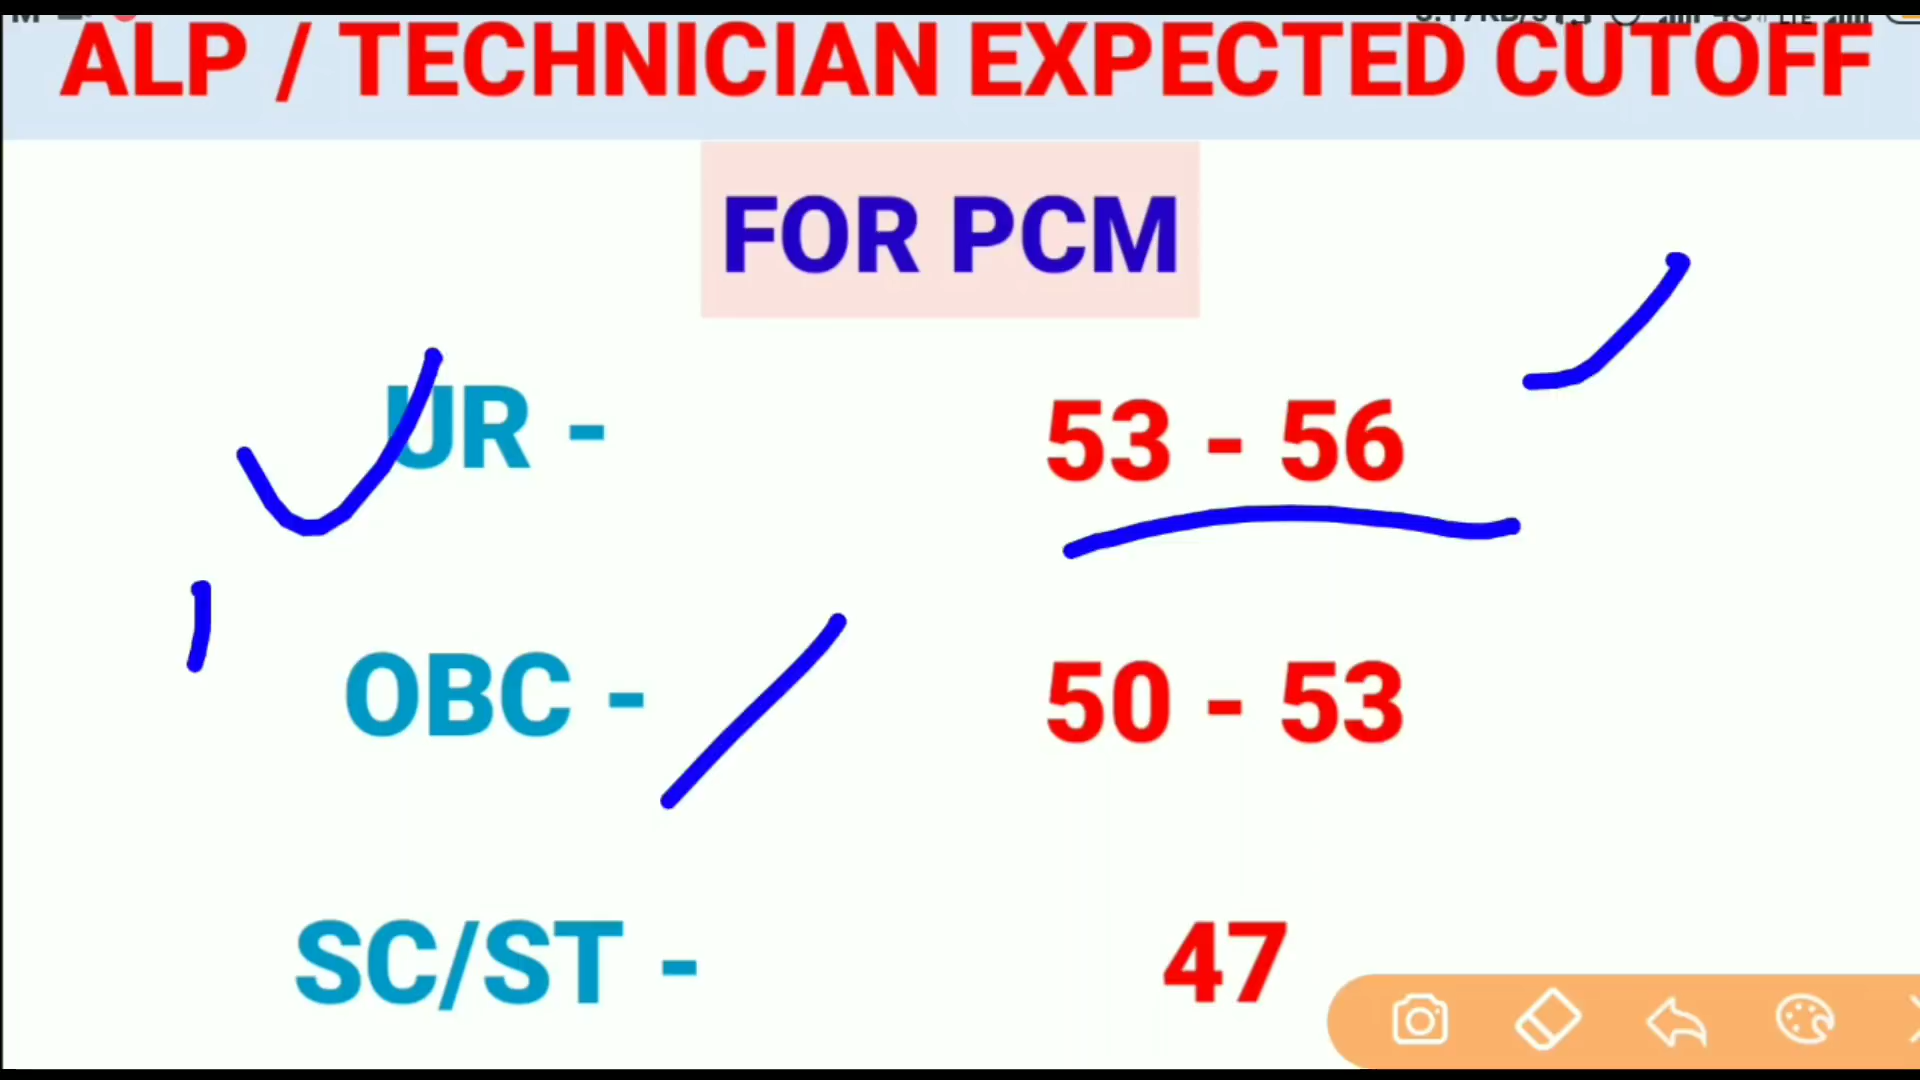 ALP / TECHNICIAN EXPECTED CUTOFF
FOR PCM
UR - 53 - 56
OBC - 50 - 53
SC/ST - 47